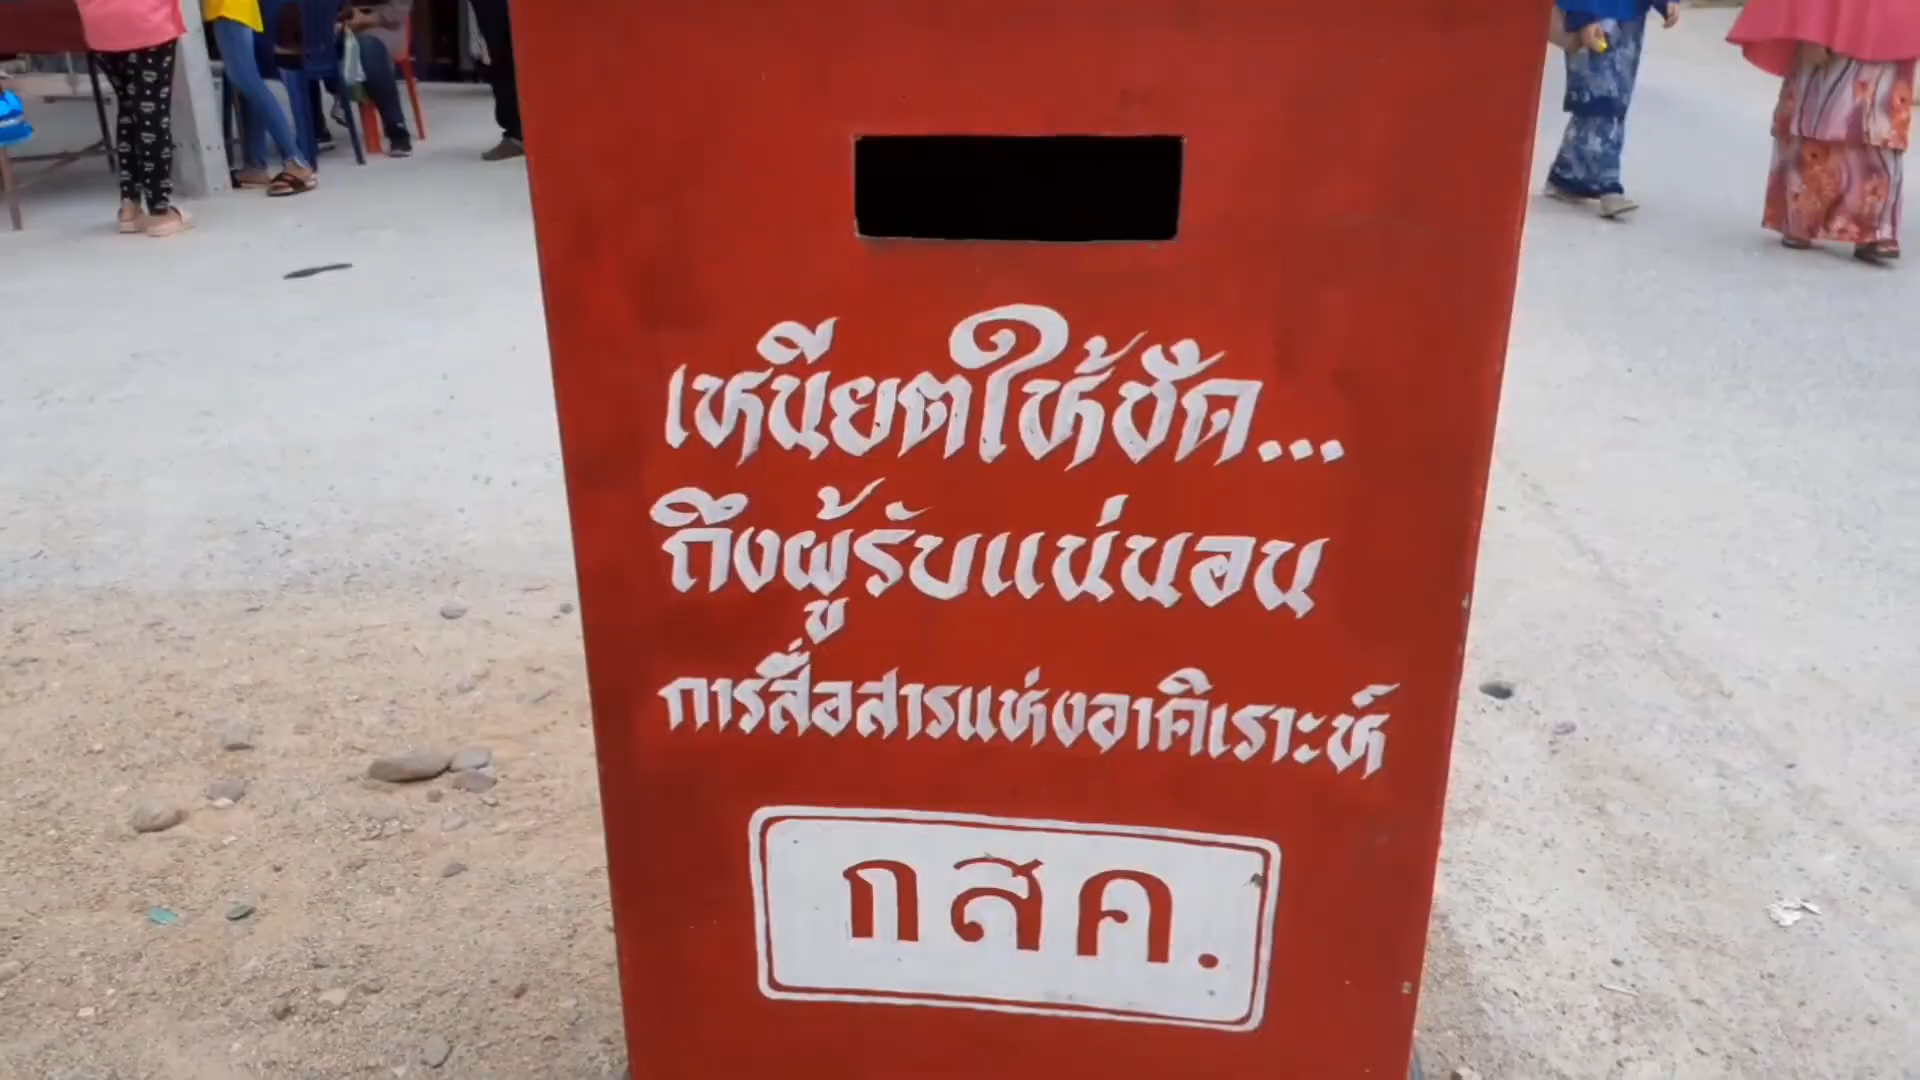 เหนียตให้ชัด...
ถึงผู้รับแน่นอน
การสื่อสารแห่งอาคิเราะห์
กสค.